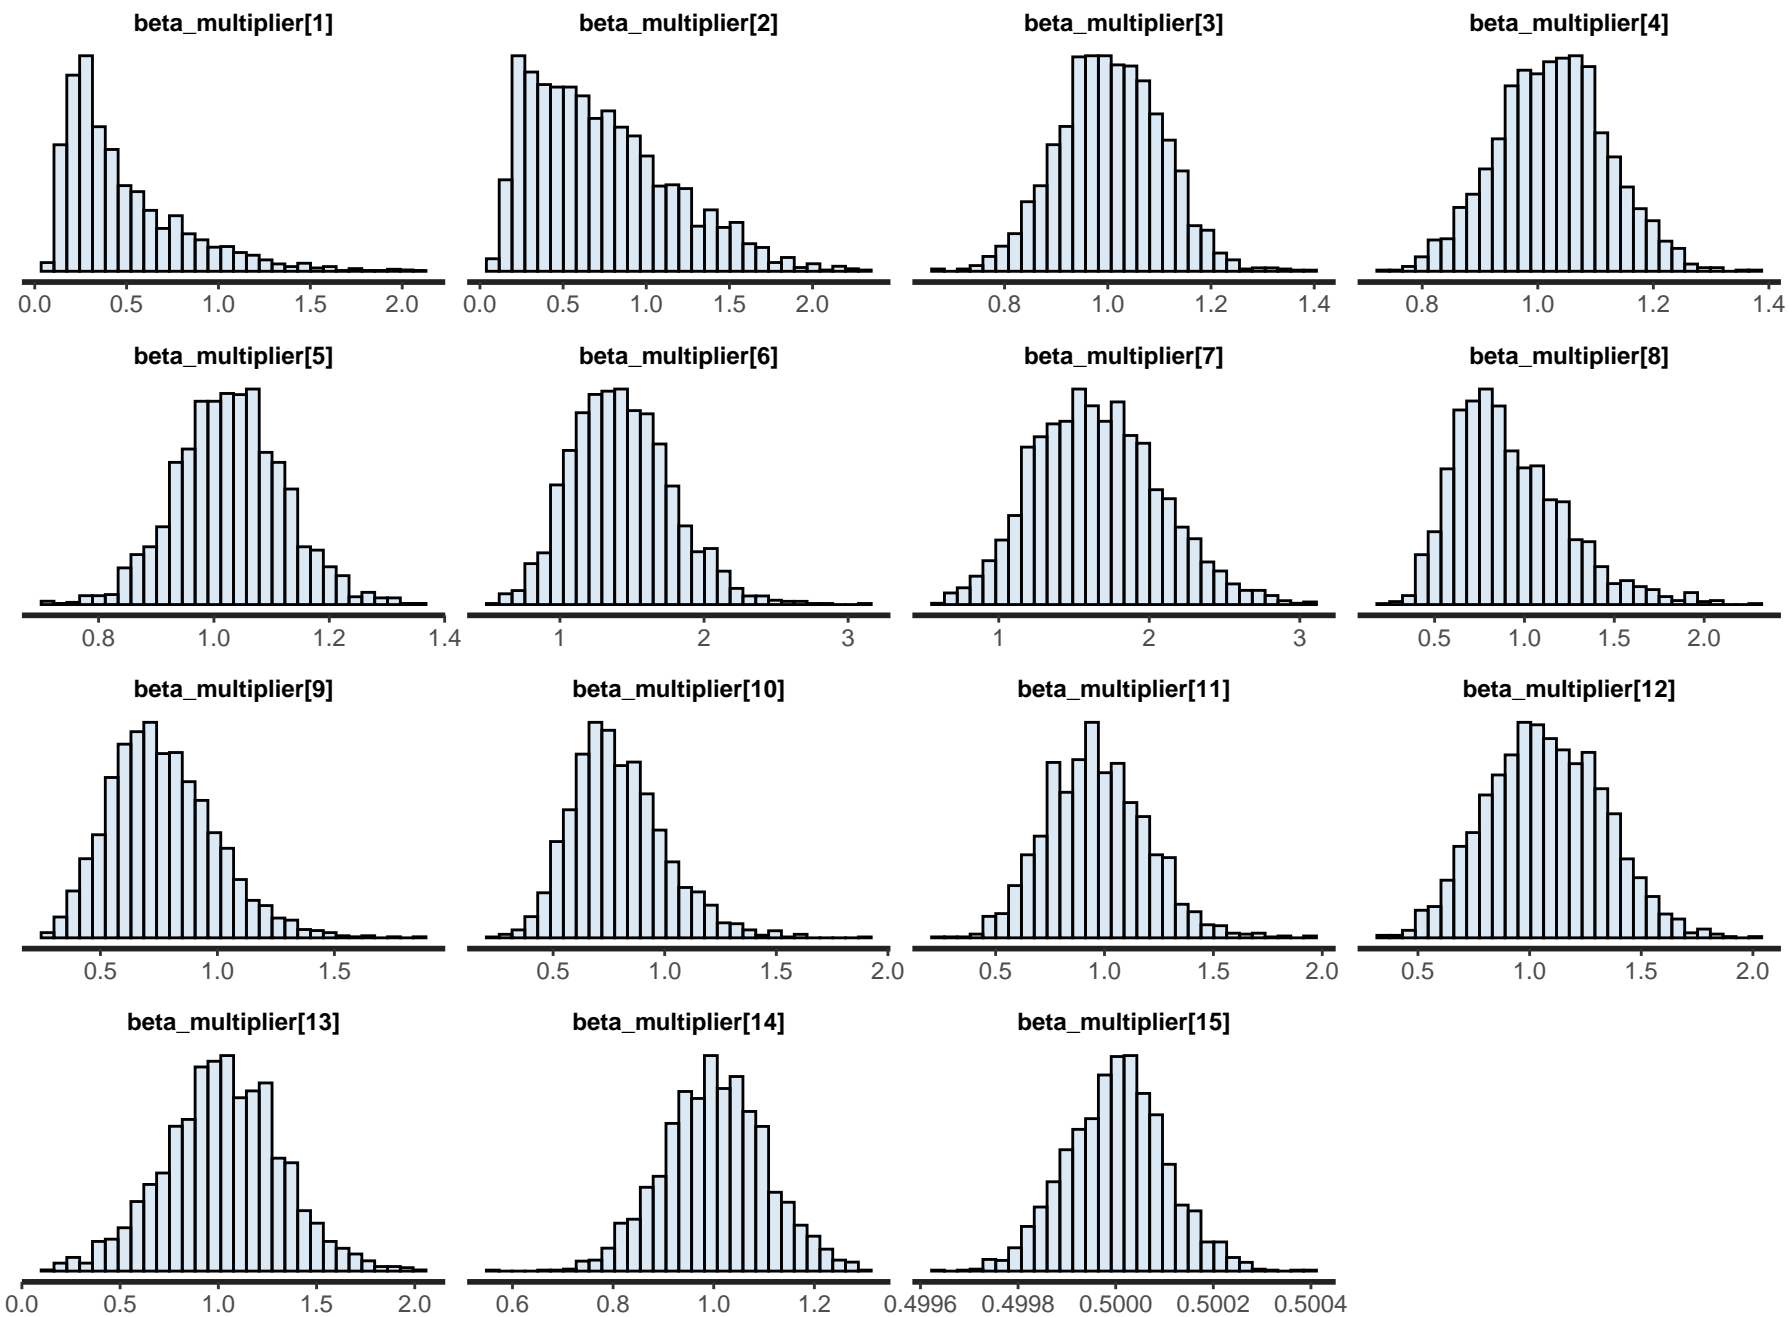 beta_multiplier[1] beta_multiplier[2] beta_multiplier[3] beta_multiplier[4]
0.0 0.5 1.0 1.5 2.0 0.0 0.5 1.0 1.5 2.0 0.8 1.0 1.2 1.4 0.8 1.0 1.2 1.4
beta_multiplier[5] beta_multiplier[6] beta_multiplier[7] beta_multiplier[8]
0.8 1.0 1.2 1.4 1 2 3 1 2 3 0.5 1.0 1.5 2.0
beta_multiplier[9] beta_multiplier[10] beta_multiplier[11] beta_multiplier[12]
0.5 1.0 1.5 0.5 1.0 1.5 2.0 0.5 1.0 1.5 2.0 0.5 1.0 1.5 2.0
beta_multiplier[13] beta_multiplier[14] beta_multiplier[15]
0.0 0.5 1.0 1.5 2.0 0.6 0.8 1.0 1.2 0.4996 0.4998 0.5000 0.5002 0.5004